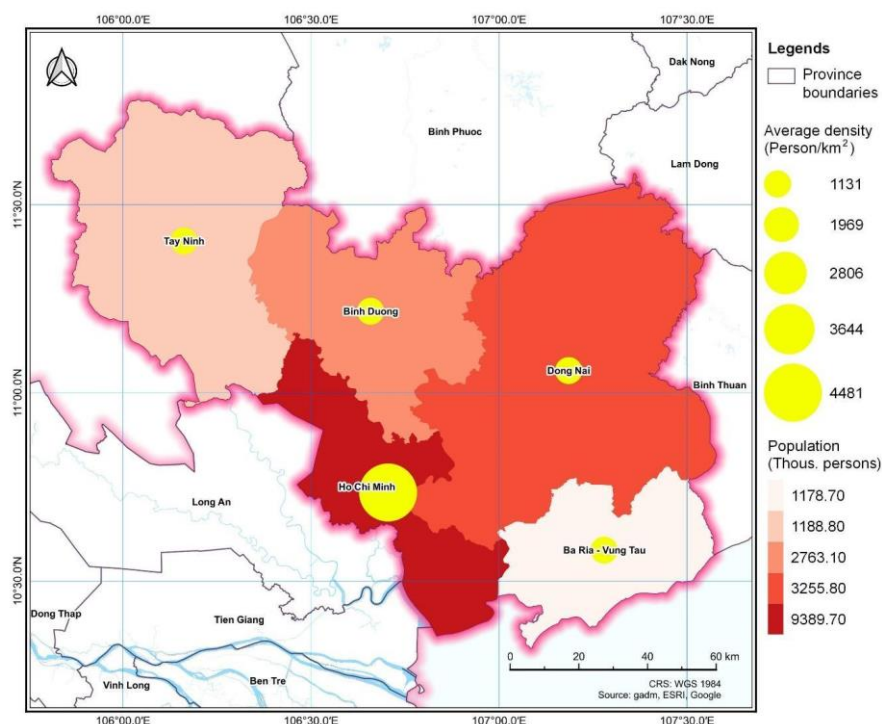 106°00.0'E 106°30.0'E 107°00.0'E 107°30.0'E
Dak Nong
Binh Phuoc
Lam Dong
11°30.0'N
Tay Ninh
Binh Duong
Dong Nai
Binh Thuan
11°00.0'N
Ho Chi Minh
Long An
Ba Ria - Vung Tau
10°30.0'N
Dong Thap
Tien Giang
Vinh Long
Ben Tre
0 20 40 60 km
CRS: WGS 1984
Source: gadm, ESRI, Google
106°00.0'E 106°30.0'E 107°00.0'E 107°30.0'E
Legends
Province
boundaries
Average density
(Person/km²)
1131
1969
2806
3644
4481
Population
(Thous. persons)
1178.70
1188.80
2763.10
3255.80
9389.70